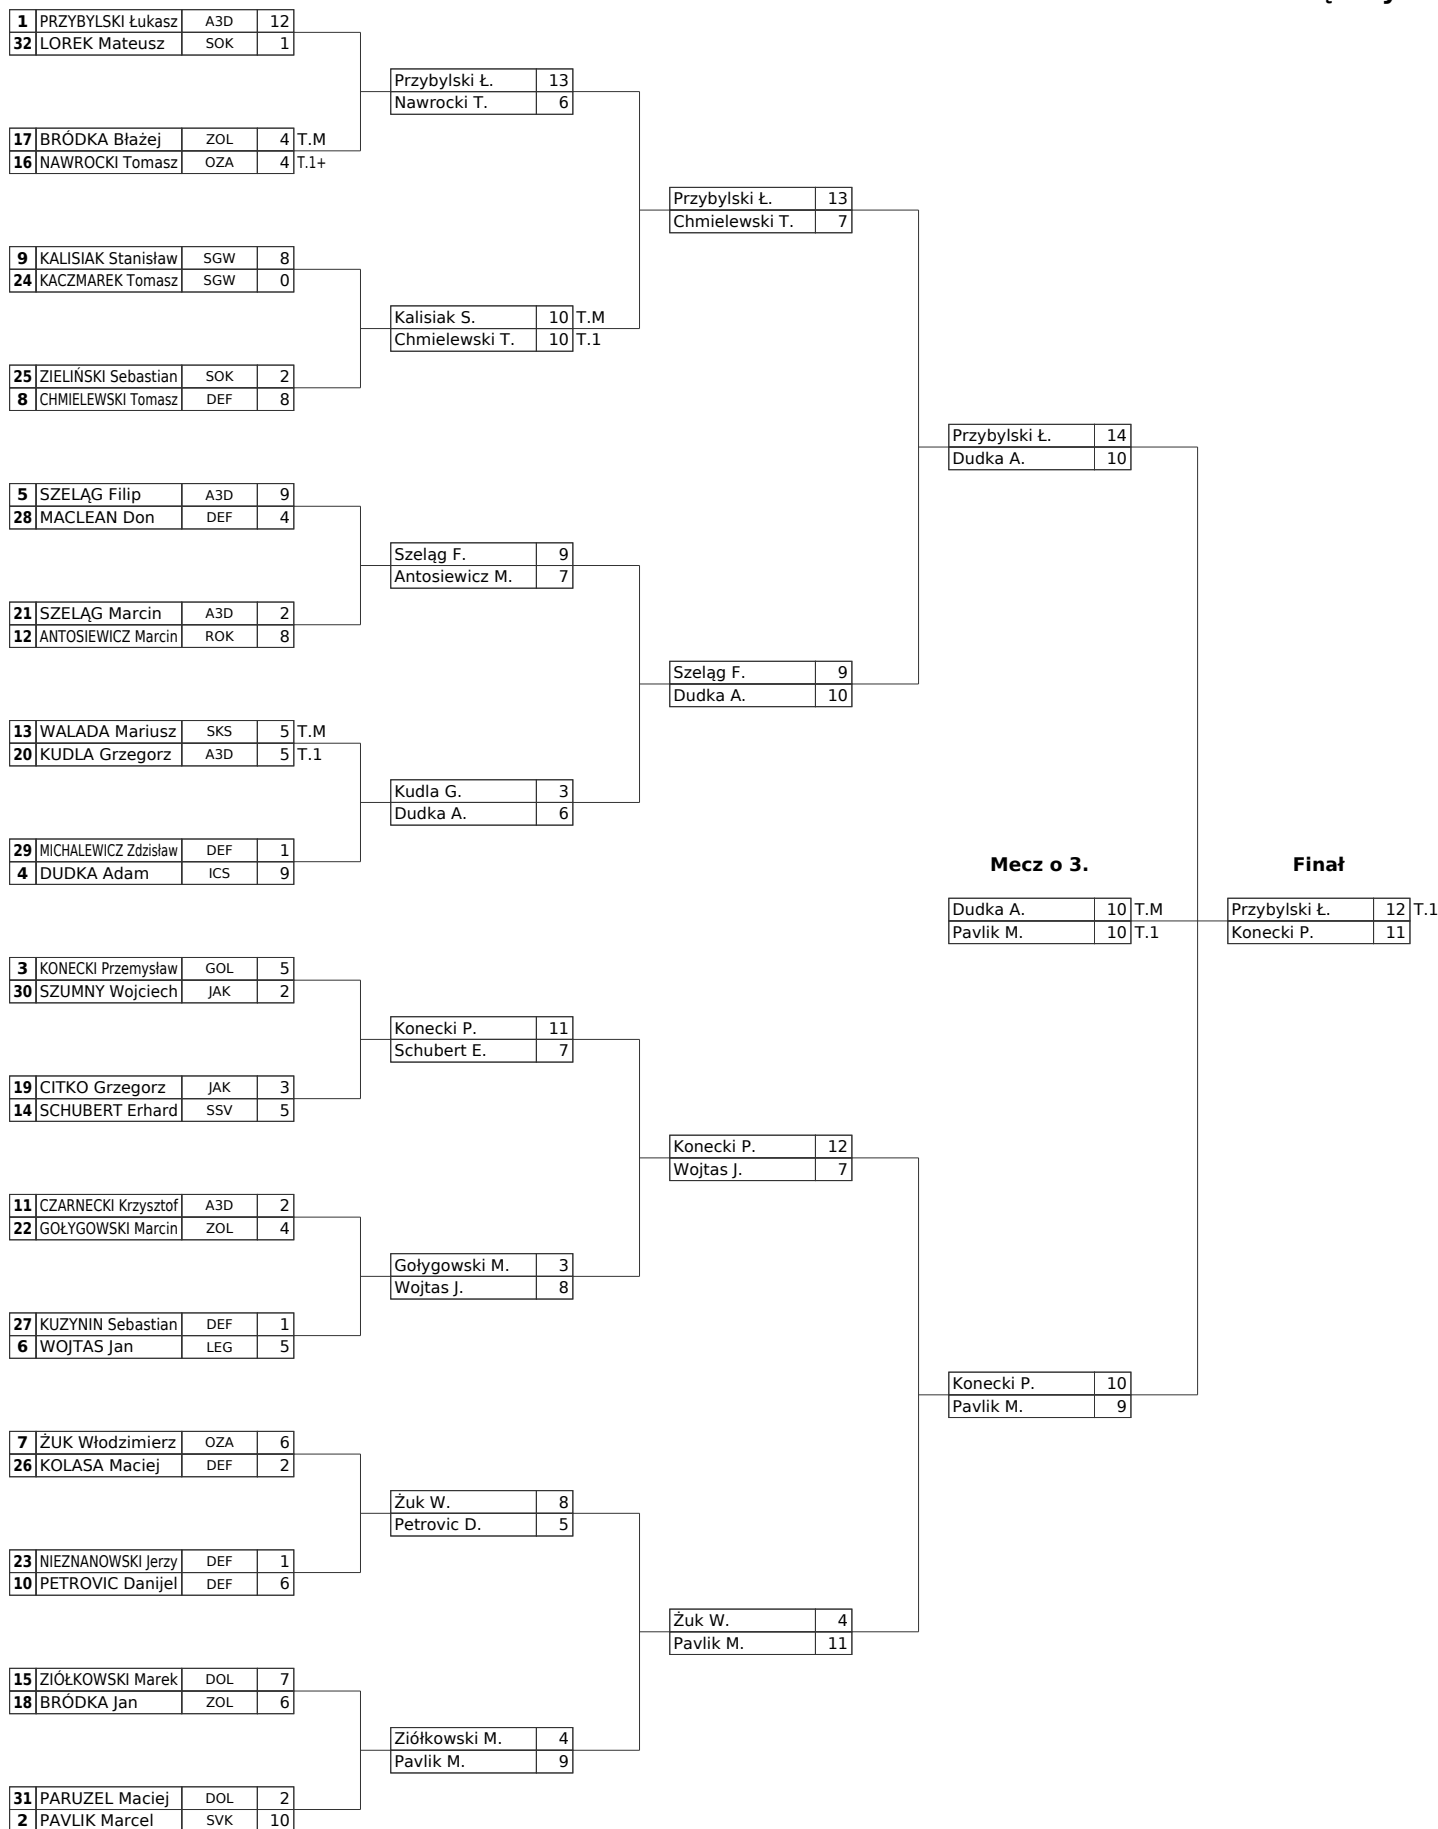 1 PRZYBYLSKI Łukasz A3D 12
32 LOREK Mateusz SOK 1
Przybylski Ł. 13
Nawrocki T. 6
17 BRÓDKA Błażej ZOL 4 T.M
16 NAWROCKI Tomasz OZA 4 T.1+
Przybylski Ł. 13
Chmielewski T. 7
9 KALISIAK Stanisław SGW 8
24 KACZMAREK Tomasz SGW 0
Kalisiak S. 10 T.M
Chmielewski T. 10 T.1
25 ZIELIŃSKI Sebastian SOK 2
8 CHMIELEWSKI Tomasz DEF 8
Przybylski Ł. 14
Dudka A. 10
5 SZELĄG Filip A3D 9
28 MACLEAN Don DEF 4
Szeląg F. 9
Antosiewicz M. 7
21 SZELĄG Marcin A3D 2
12 ANTOSIEWICZ Marcin ROK 8
Szeląg F. 9
Dudka A. 10
13 WALADA Mariusz SKS 5 T.M
20 KUDLA Grzegorz A3D 5 T.1
Kudla G. 3
Dudka A. 6
29 MICHALEWICZ Zdzisław DEF 1
4 DUDKA Adam ICS 9
Mecz o 3. Finał
Dudka A. 10 T.M Przybylski Ł. 12 T.1
Pavlik M. 10 T.1 Konecki P. 11
3 KONECKI Przemysław GOL 5
30 SZUMNY Wojciech JAK 2
Konecki P. 11
Schubert E. 7
19 CITKO Grzegorz JAK 3
14 SCHUBERT Erhard SSV 5
Konecki P. 12
Wojtas J. 7
11 CZARNECKI Krzysztof A3D 2
22 GOŁYGOWSKI Marcin ZOL 4
Gołygowski M. 3
Wojtas J. 8
27 KUZYNIN Sebastian DEF 1
6 WOJTAS Jan LEG 5
Konecki P. 10
Pavlik M. 9
7 ŻUK Włodzimierz OZA 6
26 KOLASA Maciej DEF 2
Żuk W. 8
Petrovic D. 5
23 NIEZNANOWSKI Jerzy DEF 1
10 PETROVIC Danijel DEF 6
Żuk W. 4
Pavlik M. 11
15 ZIÓŁKOWSKI Marek DOL 7
18 BRÓDKA Jan ZOL 6
Ziółkowski M. 4
Pavlik M. 9
31 PARUZEL Maciej DOL 2
2 PAVLIK Marcel SVK 10